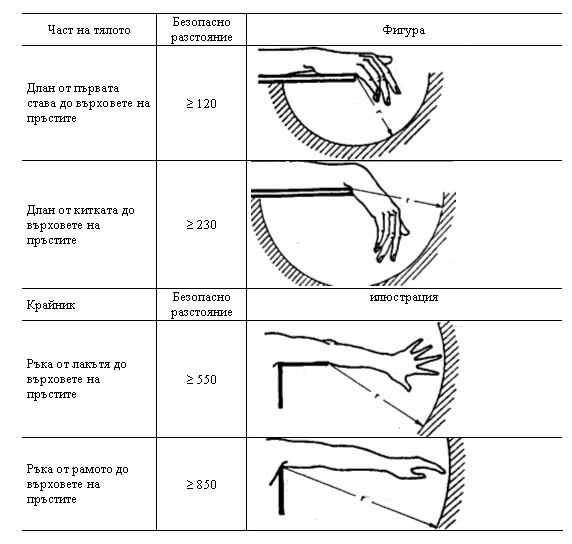 Част на тялото
Безопасно
разстояние
Фигура
Длан от първата
става до върховете на
пръстите
≥ 120
r
Длан от китката до
върховете на
пръстите
≥ 230
r
Крайник
Безопасно
разстояние
илюстрация
Ръка от лакътя до
върховете на
пръстите
≥ 550
r
Ръка от рамото до
върховете на
пръстите
≥ 850
r